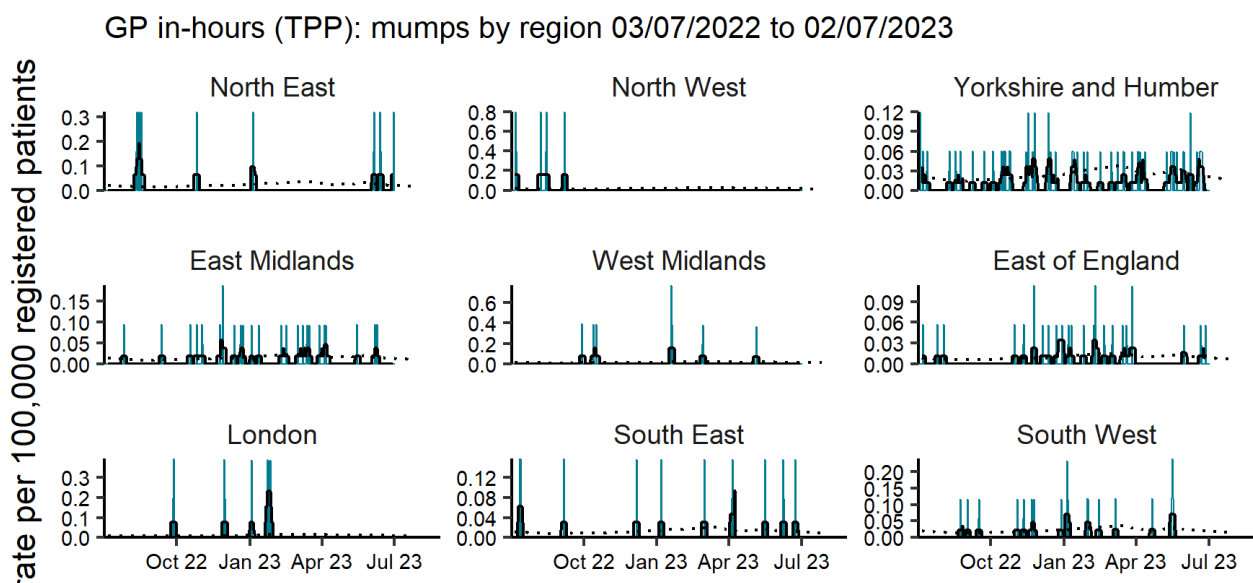 GP in-hours (TPP): mumps by region 03/07/2022 to 02/07/2023
rate per 100,000 registered patients
North East
North West
Yorkshire and Humber
0.3
0.2
0.1
0.0
0.8
0.6
0.4
0.2
0.0
0.12
0.09
0.06
0.03
0.00
East Midlands
West Midlands
East of England
0.15
0.10
0.05
0.00
0.6
0.4
0.2
0.0
0.09
0.06
0.03
0.00
London
South East
South West
0.3
0.2
0.1
0.0
0.12
0.08
0.04
0.00
0.20
0.15
0.10
0.05
0.00
Oct 22 Jan 23 Apr 23 Jul 23
Oct 22 Jan 23 Apr 23 Jul 23
Oct 22 Jan 23 Apr 23 Jul 23